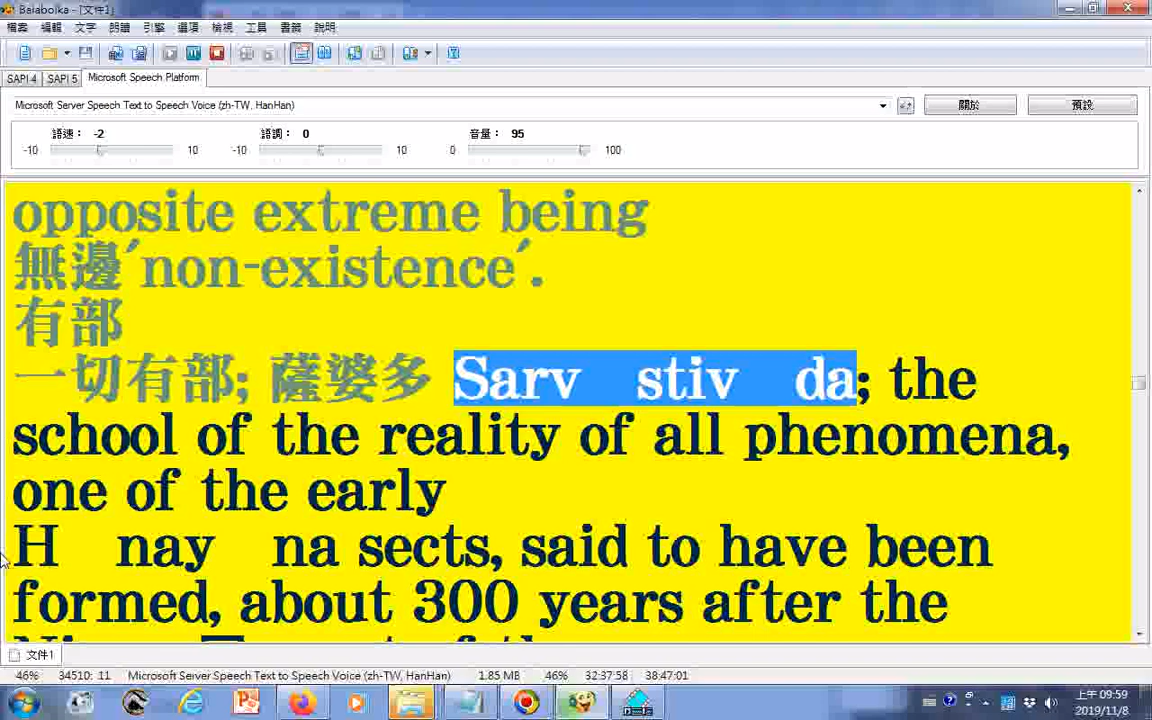 Balabolka - [文件1]
檔案 編輯 文字 朗讀 引擎 選項 檢視 工具 書籤 說明
SAPI 4 SAPI 5 Microsoft Speech Platform
Microsoft Server Speech Text to Speech Voice (zh-TW, HanHan) 關於 預設
語速： -2 語調： 0 音量： 95
-10 10 -10 10 0 100
opposite extreme being
無邊´non-existence´.
有部
一切有部; 薩婆多 Sarv stiv da; the
school of the reality of all phenomena,
one of the early
H nay na sects, said to have been
formed, about 300 years after the
文件1
46% 34510: 11 Microsoft Server Speech Text to Speech Voice (zh-TW, HanHan) 1.85 MB 46% 32:37:58 38:47:01
上午 09:59
2019/11/8